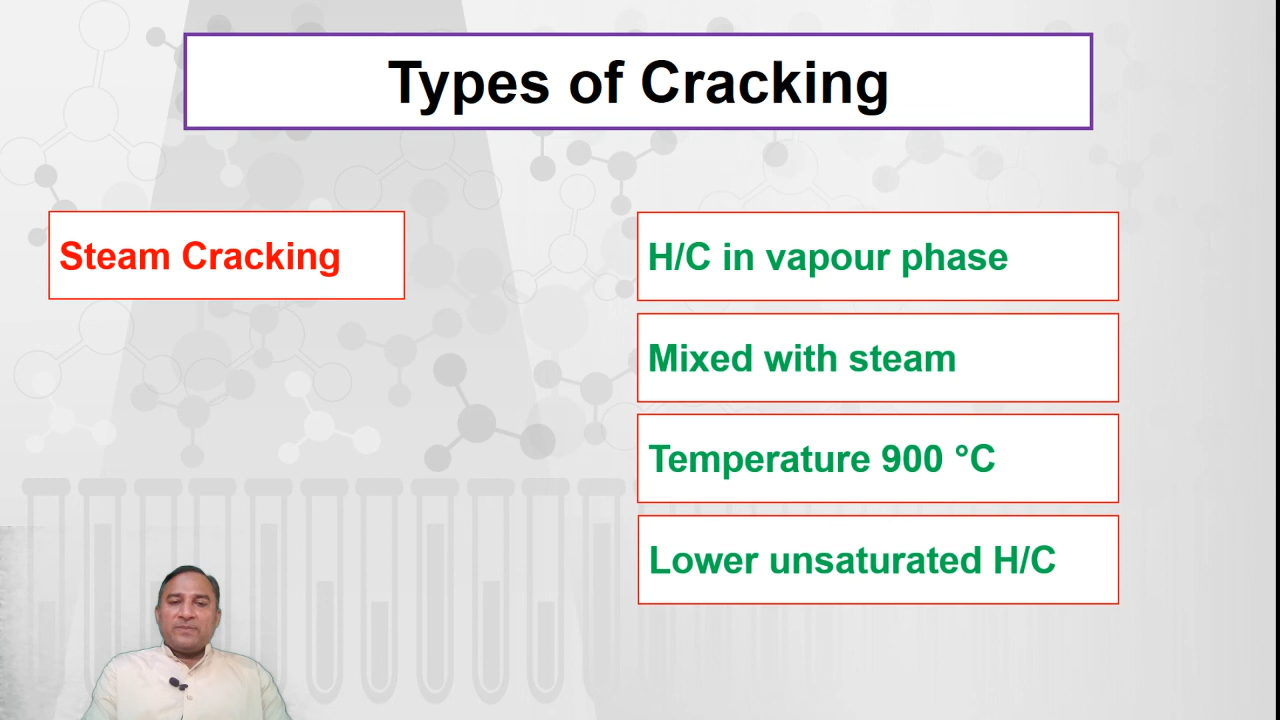 Types of Cracking
Steam Cracking
H/C in vapour phase
Mixed with steam
Temperature 900 °C
Lower unsaturated H/C